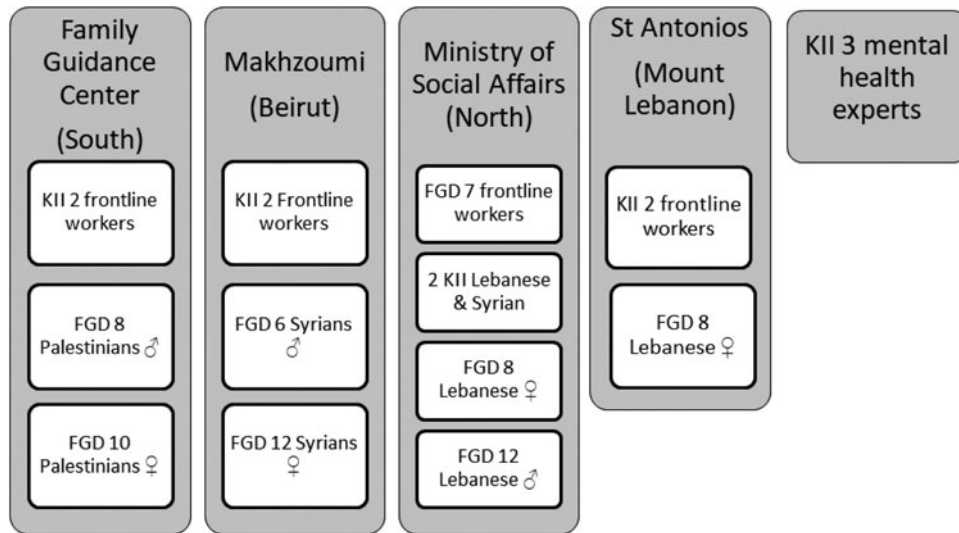 Family
Guidance
Center
(South)
KII 2 frontline
workers
FGD 8
Palestinians ♂
FGD 10
Palestinians ♀
Makhzoumi
(Beirut)
KII 2 Frontline
workers
FGD 6 Syrians
♂
FGD 12 Syrians
♀
Ministry of
Social Affairs
(North)
FGD 7 frontline
workers
2 KII Lebanese
& Syrian
FGD 8
Lebanese ♀
FGD 12
Lebanese ♂
St Antonios
(Mount
Lebanon)
KII 2 frontline
workers
FGD 8
Lebanese ♀
KII 3 mental
health
experts